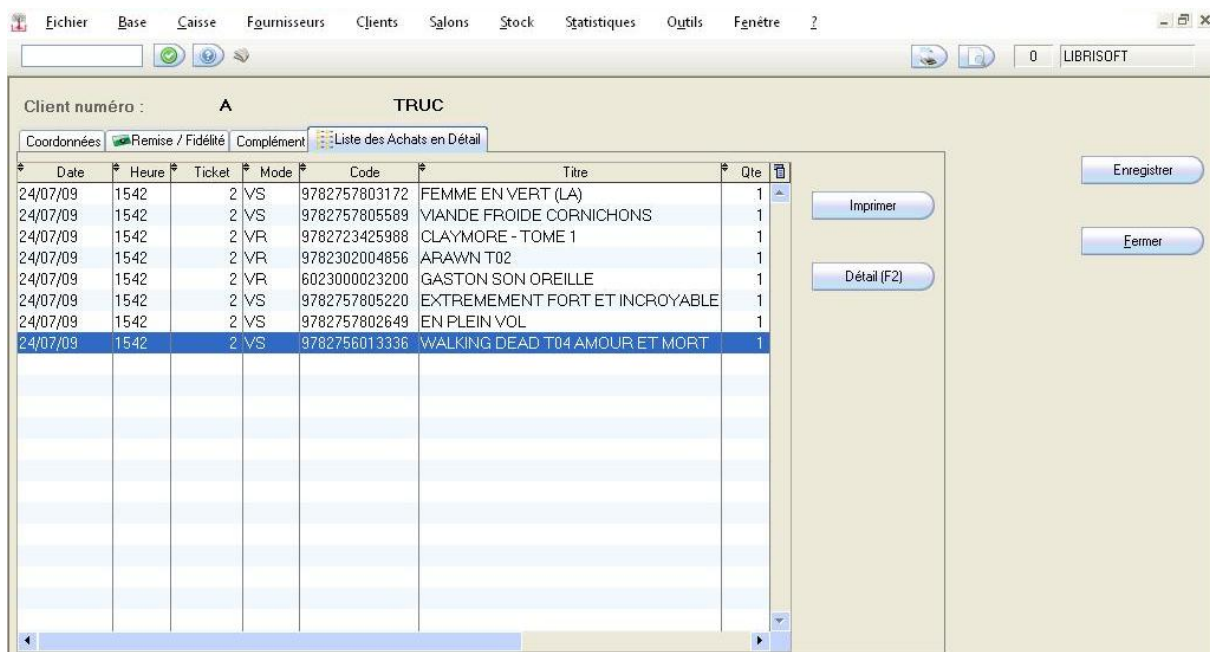 Fichier Base Caisse Fournisseurs Clients Salons Stock Statistiques Outils Fenêtre ?
0 LIBRISOFT
Client numéro : A TRUC
Coordonnées Remise / Fidélité Complément Liste des Achats en Détail
Date Heure Ticket Mode Code Titre Qte
24/07/09 1542 2 VS 9782757803172 FEMME EN VERT (LA) 1
24/07/09 1542 2 VS 9782757805589 VIANDE FROIDE CORNICHONS 1
24/07/09 1542 2 VR 9782723425988 CLAYMORE - TOME 1 1
24/07/09 1542 2 VR 9782302004856 ARAWN T02 1
24/07/09 1542 2 VR 6023000023200 GASTON SON OREILLE 1
24/07/09 1542 2 VS 9782757805220 EXTREMEMENT FORT ET INCROYABLE 1
24/07/09 1542 2 VS 9782757802649 EN PLEIN VOL 1
24/07/09 1542 2 VS 9782756013336 WALKING DEAD T04 AMOUR ET MORT 1
Imprimer
Détail (F2)
Enregistrer
Fermer